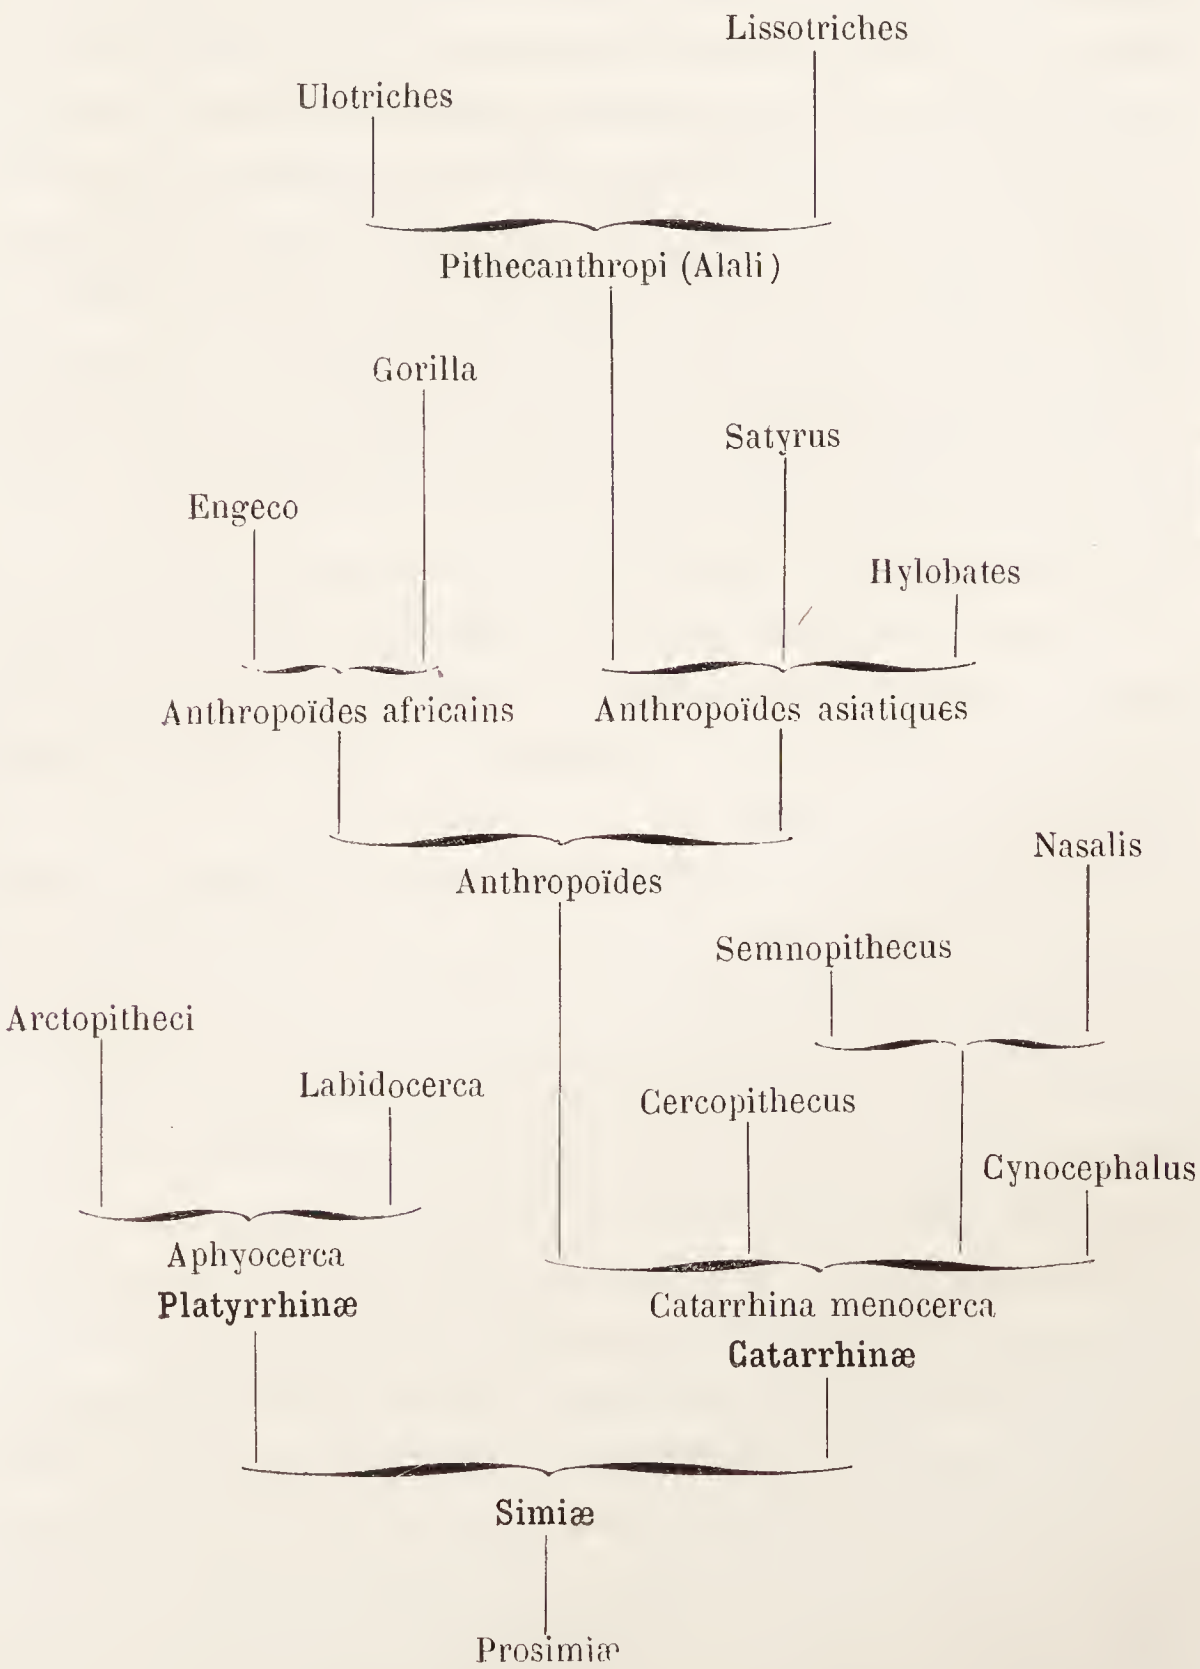 Lissotriches
Ulotriches
Pithecanthropi (Alali)
Gorilla
Satyrus
Engeco
Hylobates
Anthropoïdes africains
Anthropoïdes asiatiques
Nasalis
Anthropoïdes
Semnopithecus
Arctopitheci
Labidocerca
Cercopithecus
Cynocephalus
Aphyocerca
Platyrrhinæ
Catarrhina menocerca
Catarrhinæ
Simiæ
Prosimiæ